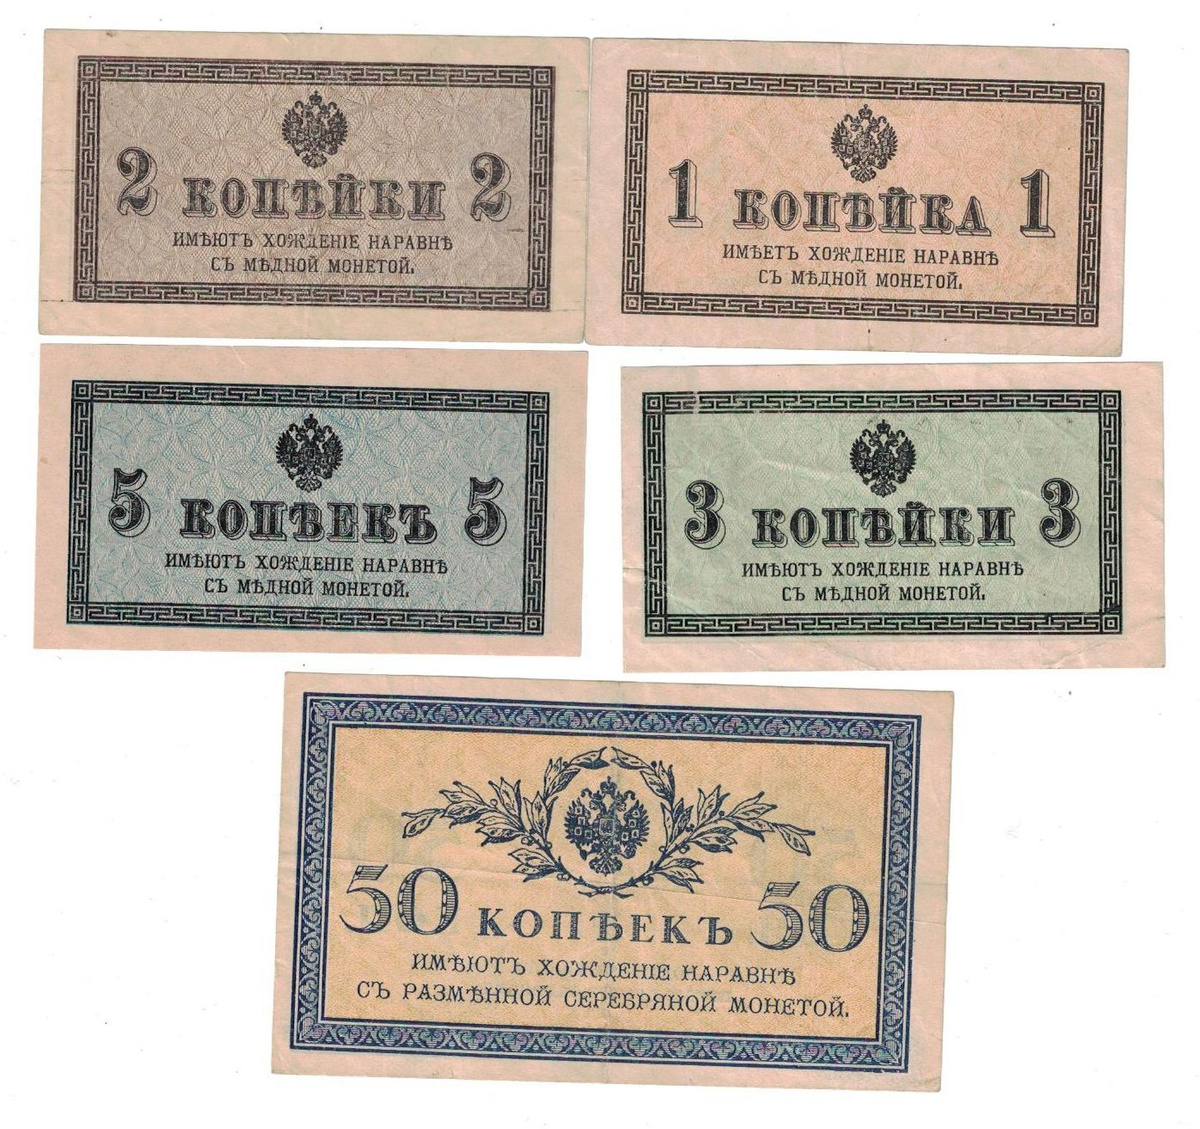 2 КОПѢЙКИ 2
ИМѢЮТЪ ХОЖДЕНІЕ НАРАВНѢ
СЪ МѢДНОЙ МОНЕТОЙ.
1 КОПѢЙКА 1
ИМѢЕТЪ ХОЖДЕНІЕ НАРАВНѢ
СЪ МѢДНОЙ МОНЕТОЙ.
5 КОПѢЕКЪ 5
ИМѢЮТЪ ХОЖДЕНІЕ НАРАВНѢ
СЪ МѢДНОЙ МОНЕТОЙ.
3 КОПѢЙКИ 3
ИМѢЮТЪ ХОЖДЕНІЕ НАРАВНѢ
СЪ МѢДНОЙ МОНЕТОЙ.
50 КОПѢЕКЪ 50
ИМѢЮТЪ ХОЖДЕНІЕ НАРАВНѢ
СЪ РАЗМѢННОЙ СЕРЕБРЯНОЙ МОНЕТОЙ.